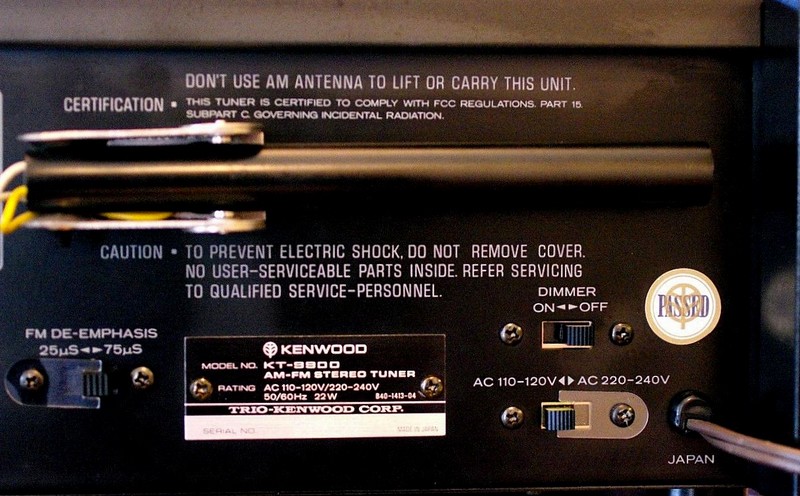 DON'T USE AM ANTENNA TO LIFT OR CARRY THIS UNIT.
CERTIFICATION ▪ THIS TUNER IS CERTIFIED TO COMPLY WITH FCC REGULATIONS. PART 15.
SUBPART C. GOVERNING INCIDENTAL RADIATION.
CAUTION ▪ TO PREVENT ELECTRIC SHOCK, DO NOT REMOVE COVER.
NO USER-SERVICEABLE PARTS INSIDE. REFER SERVICING
TO QUALIFIED SERVICE-PERSONNEL.
DIMMER
ON◄►OFF
PASSED
FM DE-EMPHASIS
25µS◄►75µS
KENWOOD
MODEL NO. KT-9900
AM-FM STEREO TUNER
RATING AC 110-120V/220-240V
50/60Hz 22W B40-1413-04
TRIO-KENWOOD CORP.
SERIAL NO. MADE IN JAPAN
AC 110-120V◄►AC 220-240V
JAPAN